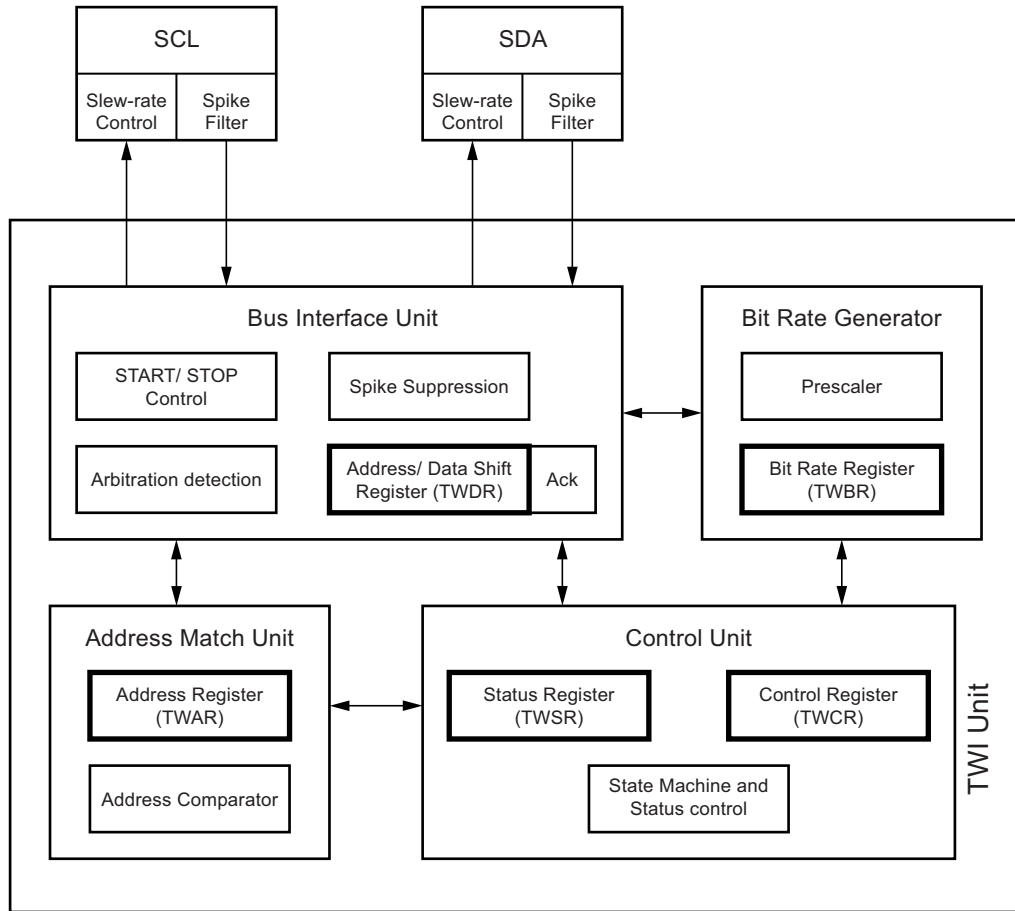 SCL
Slew-rate
Control
Spike
Filter
SDA
Slew-rate
Control
Spike
Filter
Bus Interface Unit
START/ STOP
Control
Spike Suppression
Arbitration detection
Address/ Data Shift
Register (TWDR)
Ack
Bit Rate Generator
Prescaler
Bit Rate Register
(TWBR)
Address Match Unit
Address Register
(TWAR)
Address Comparator
Control Unit
Status Register
(TWSR)
Control Register
(TWCR)
State Machine and
Status control
TWI Unit